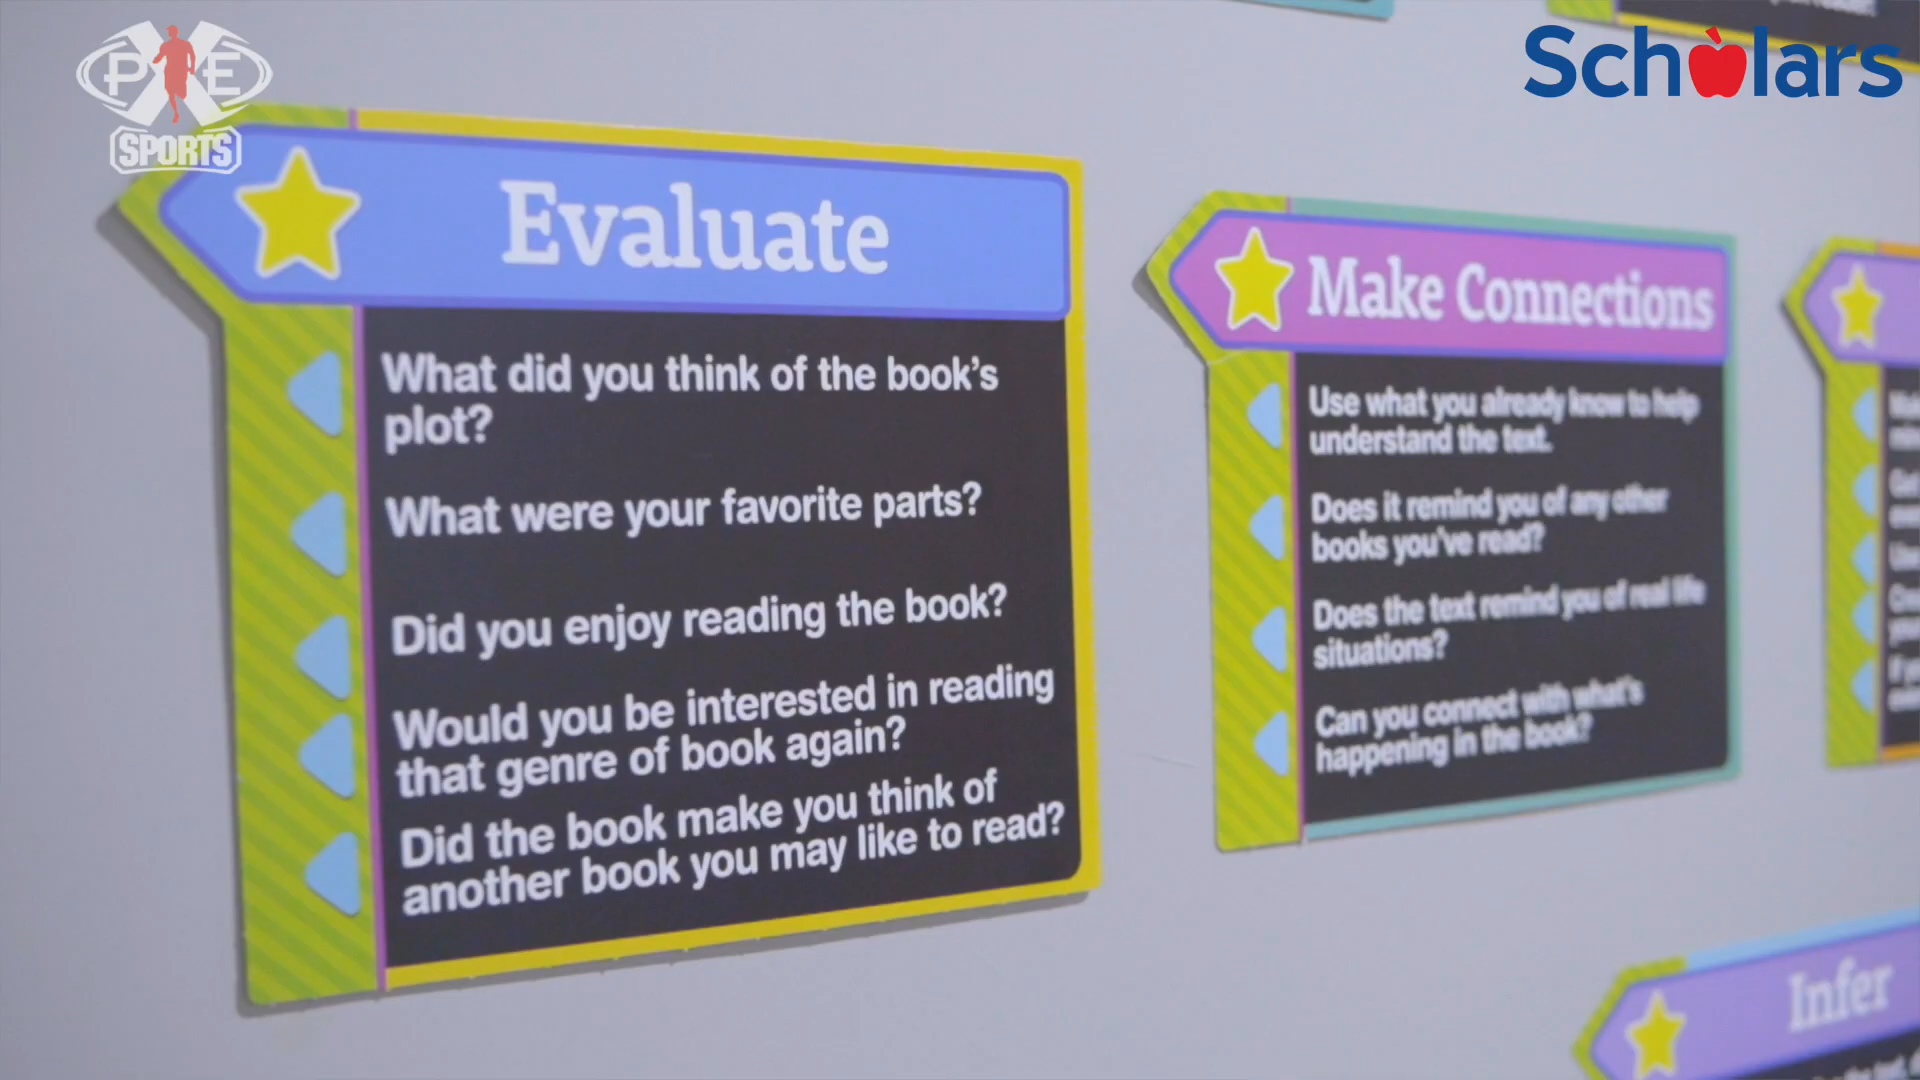 PXE
SPORTS
Scholars
Evaluate
What did you think of the book's
plot?
What were your favorite parts?
Did you enjoy reading the book?
Would you be interested in reading
that genre of book again?
Did the book make you think of
another book you may like to read?
Make Connections
Use what you already know to help
understand the text.
Does it remind you of any other
books you've read?
Does the text remind you of real life
situations?
Can you connect with what's
happening in the book?
Infer